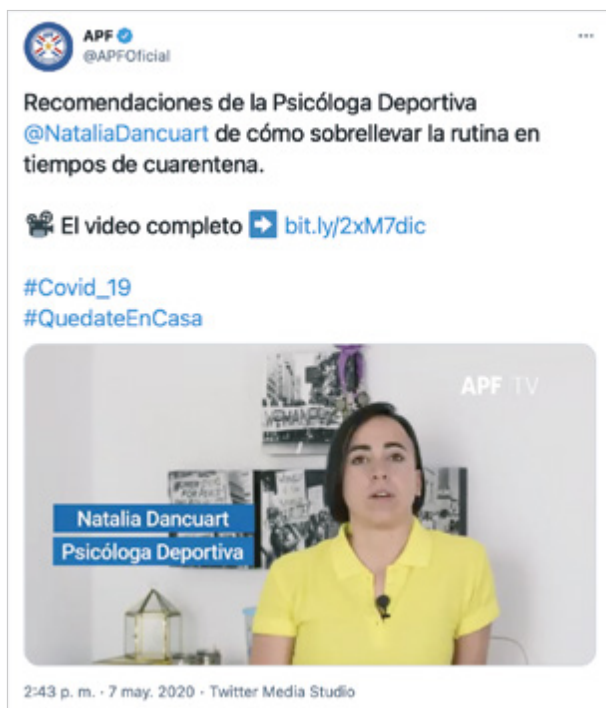 APF
@APFOficial
Recomendaciones de la Psicóloga Deportiva
@NataliaDancuart de cómo sobrellevar la rutina en
tiempos de cuarentena.
📽 El video completo ➡ bit.ly/2xM7dic
#Covid_19
#QuedateEnCasa
APF TV
Natalia Dancuart
Psicóloga Deportiva
2:43 p. m. · 7 may. 2020 · Twitter Media Studio